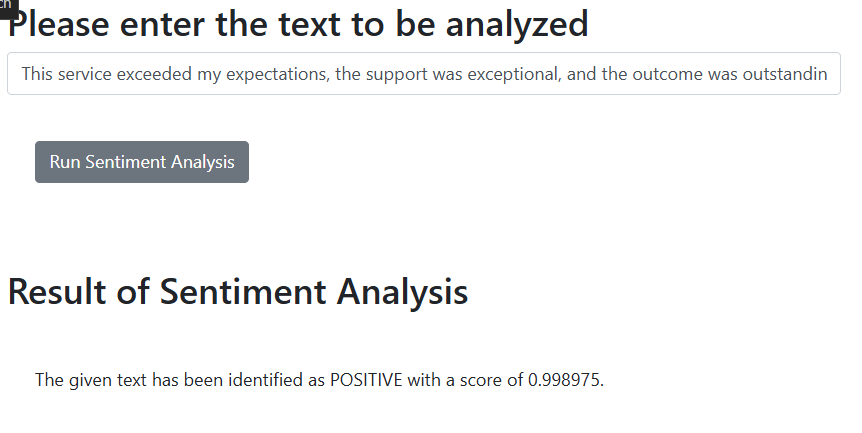 Please enter the text to be analyzed
This service exceeded my expectations, the support was exceptional, and the outcome was outstandin
Run Sentiment Analysis
Result of Sentiment Analysis
The given text has been identified as POSITIVE with a score of 0.998975.